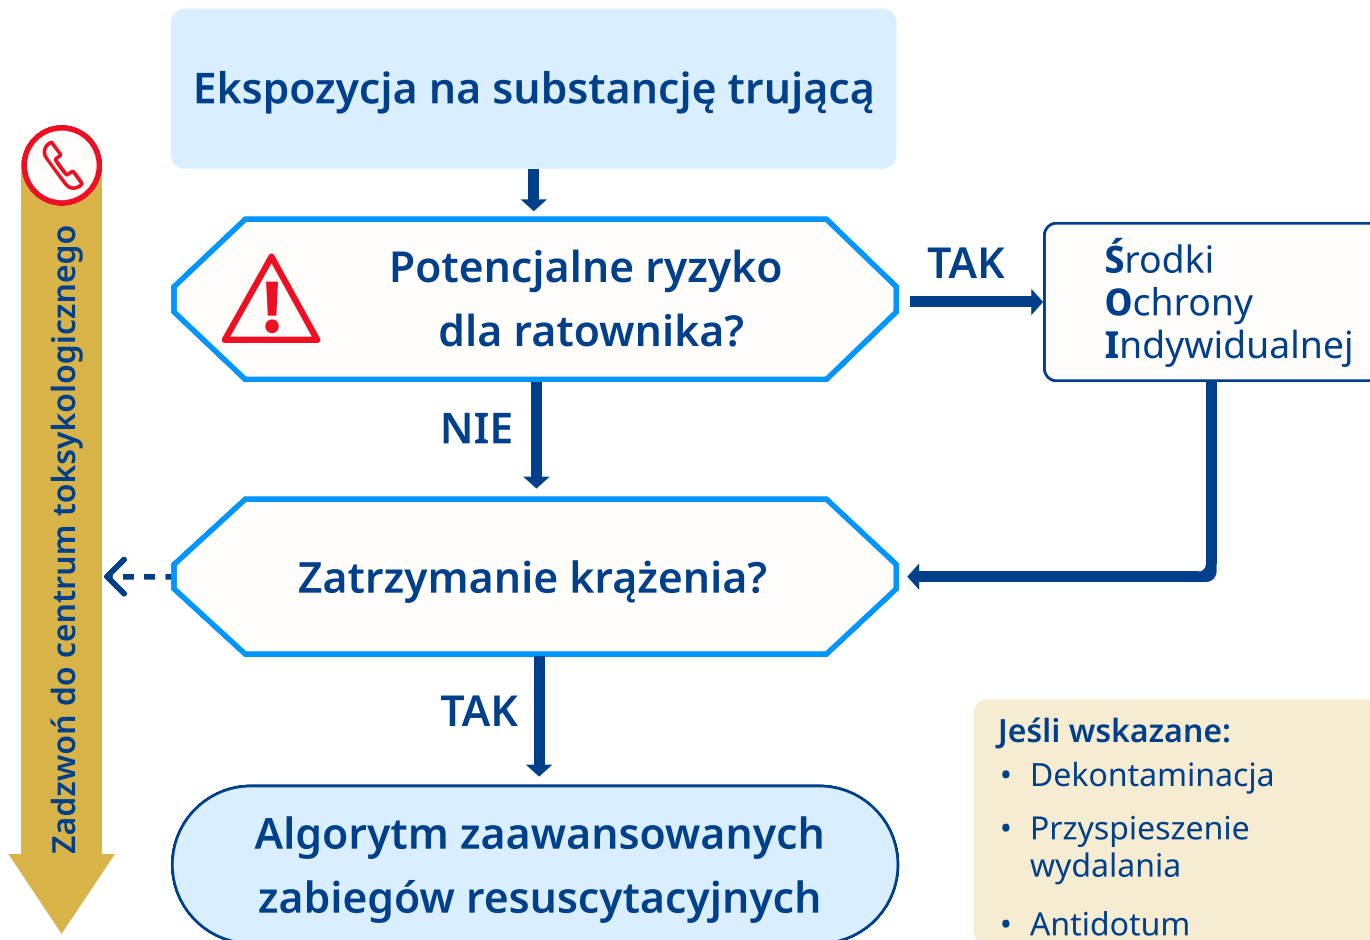 Ekspozycja na substancję trującą
Zadzwoń do centrum toksykologicznego
Potencjalne ryzyko
dla ratownika?
TAK
Środki
Ochrony
Indywidualnej
NIE
Zatrzymanie krążenia?
TAK
Algorytm zaawansowanych
zabiegów resuscytacyjnych
Jeśli wskazane:
• Dekontaminacja
• Przyspieszenie
wydalania
• Antidotum